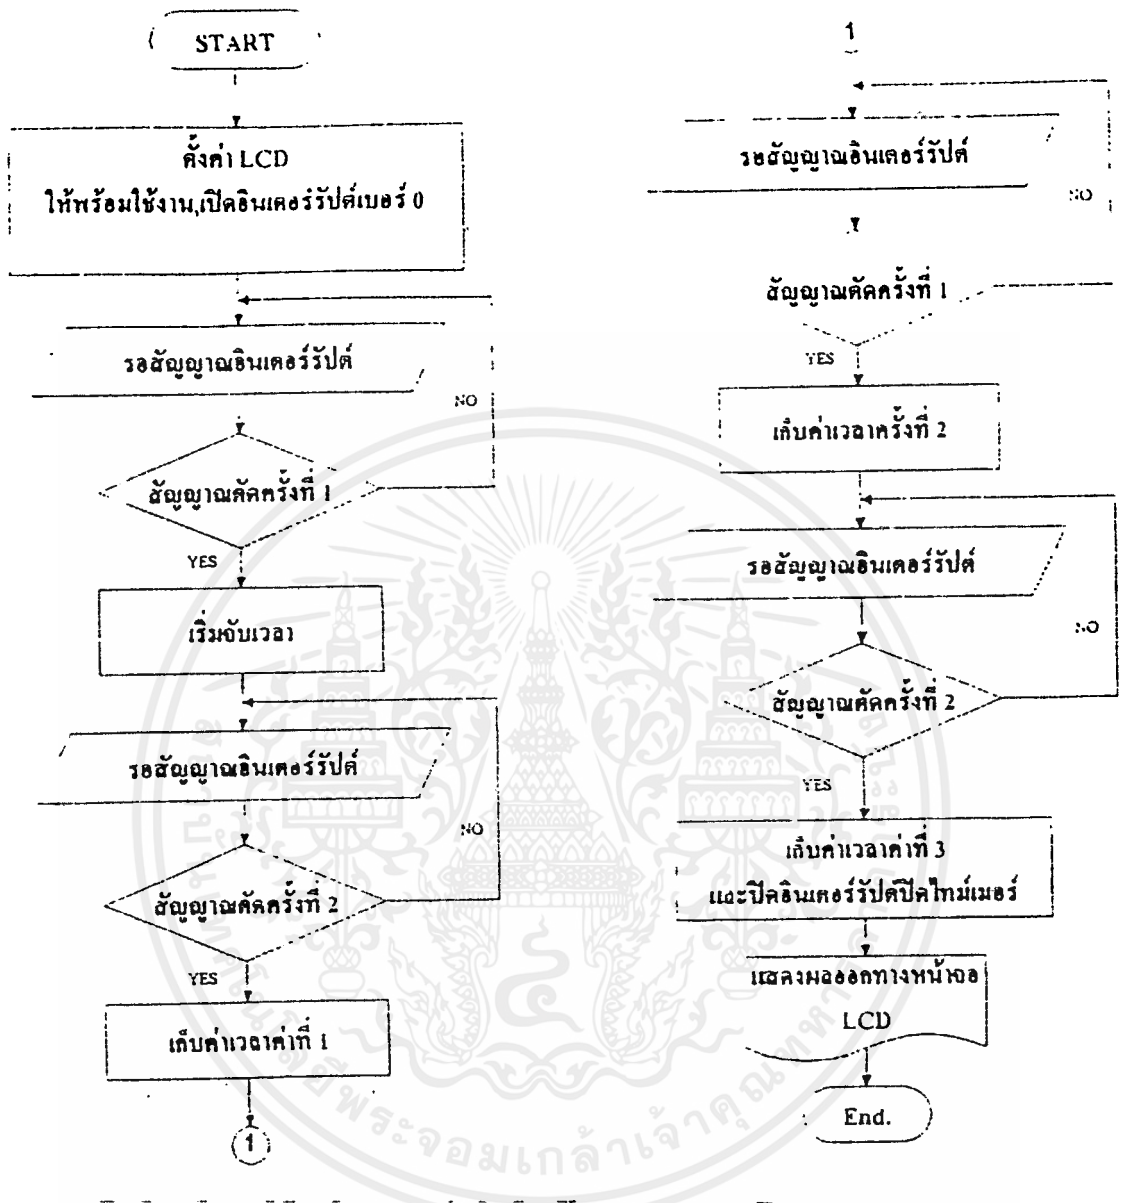 START
ตั้งค่า LCD
ให้พร้อมใช้งาน,เปิดอินเตอร์รัปต์เบอร์ 0
รอสัญญาณอินเตอร์รัปต์
NO
สัญญาณตัดครั้งที่ 1
YES
เริ่มจับเวลา
รอสัญญาณอินเตอร์รัปต์
NO
สัญญาณตัดครั้งที่ 2
YES
เก็บค่าเวลาค่าที่ 1
1
1
รอสัญญาณอินเตอร์รัปต์
NO
สัญญาณตัดครั้งที่ 1
YES
เก็บค่าเวลาครั้งที่ 2
รอสัญญาณอินเตอร์รัปต์
NO
สัญญาณตัดครั้งที่ 2
YES
เก็บค่าเวลาค่าที่ 3
และปิดอินเตอร์รัปต์ปิดไทม์เมอร์
แสดงผลออกทางหน้าจอ
LCD
End.